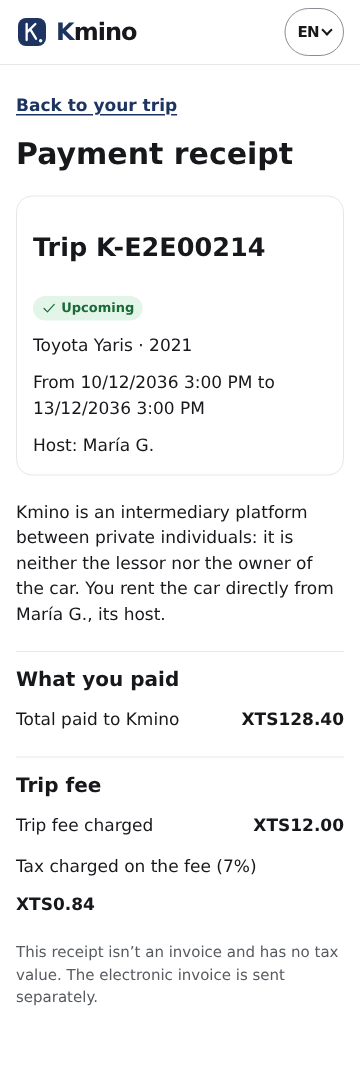 Kmino
EN
Back to your trip
Payment receipt
Trip K-E2E00214
Upcoming
Toyota Yaris · 2021
From 10/12/2036 3:00 PM to
13/12/2036 3:00 PM
Host: María G.
Kmino is an intermediary platform
between private individuals: it is
neither the lessor nor the owner of
the car. You rent the car directly from
María G., its host.
What you paid
Total paid to Kmino XTS128.40
Trip fee
Trip fee charged XTS12.00
Tax charged on the fee (7%)
XTS0.84
This receipt isn’t an invoice and has no tax
value. The electronic invoice is sent
separately.